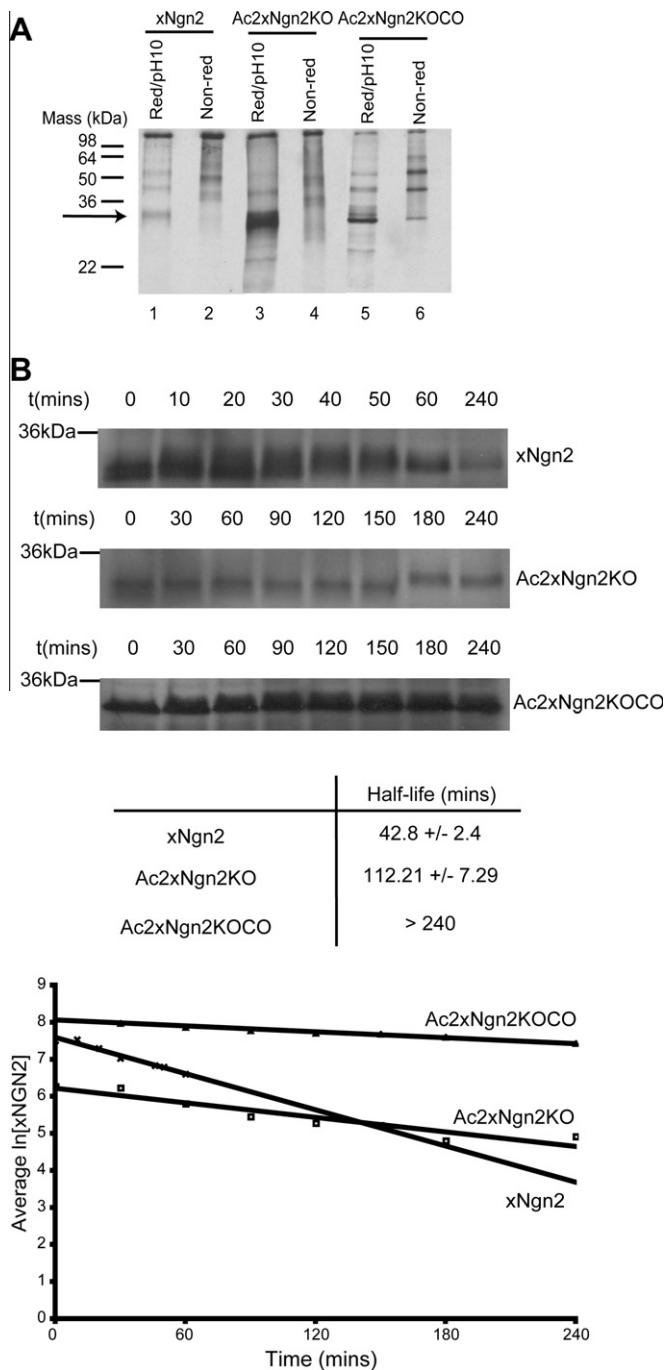 A
xNgn2 Ac2xNgn2KO Ac2xNgn2KOCO
Red/pH10 Non-red Red/pH10 Non-red Red/pH10 Non-red
Mass (kDa)
98
64
50
36
22
1 2 3 4 5 6
B
t(mins) 0 10 20 30 40 50 60 240
36kDa
xNgn2
t(mins) 0 30 60 90 120 150 180 240
36kDa
Ac2xNgn2KO
t(mins) 0 30 60 90 120 150 180 240
36kDa
Ac2xNgn2KOCO
Half-life (mins)
xNgn2 42.8 +/- 2.4
Ac2xNgn2KO 112.21 +/- 7.29
Ac2xNgn2KOCO > 240
Average ln[xNGN2]
9
8
7
6
5
4
3
2
1
0
Ac2xNgn2KOCO
Ac2xNgn2KO
xNgn2
0 60 120 180 240
Time (mins)